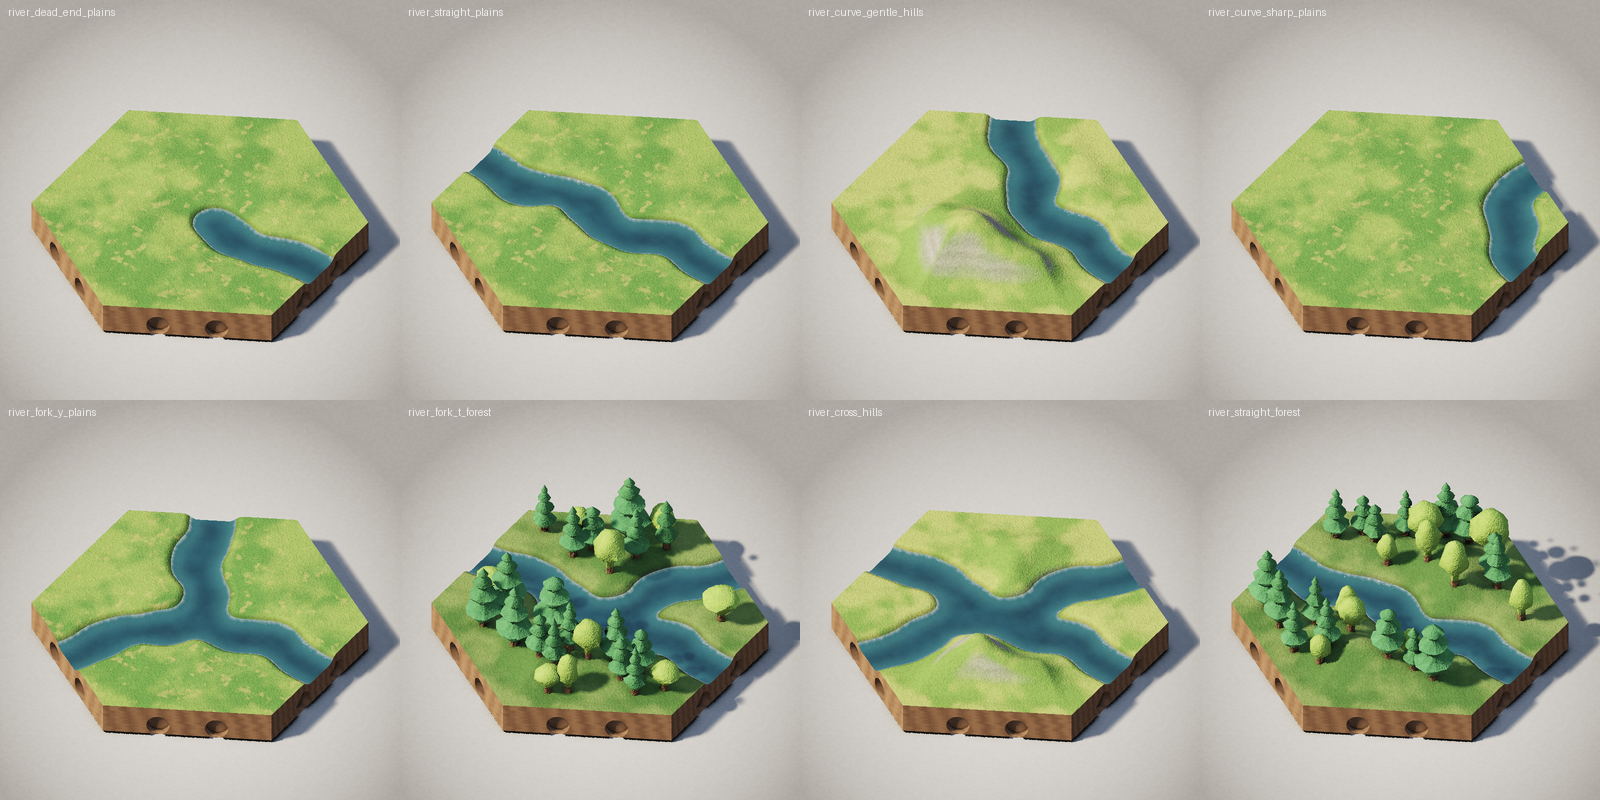 river_dead_end_plains
river_straight_plains
river_curve_gentle_hills
river_curve_sharp_plains
river_fork_y_plains
river_fork_t_forest
river_cross_hills
river_straight_forest